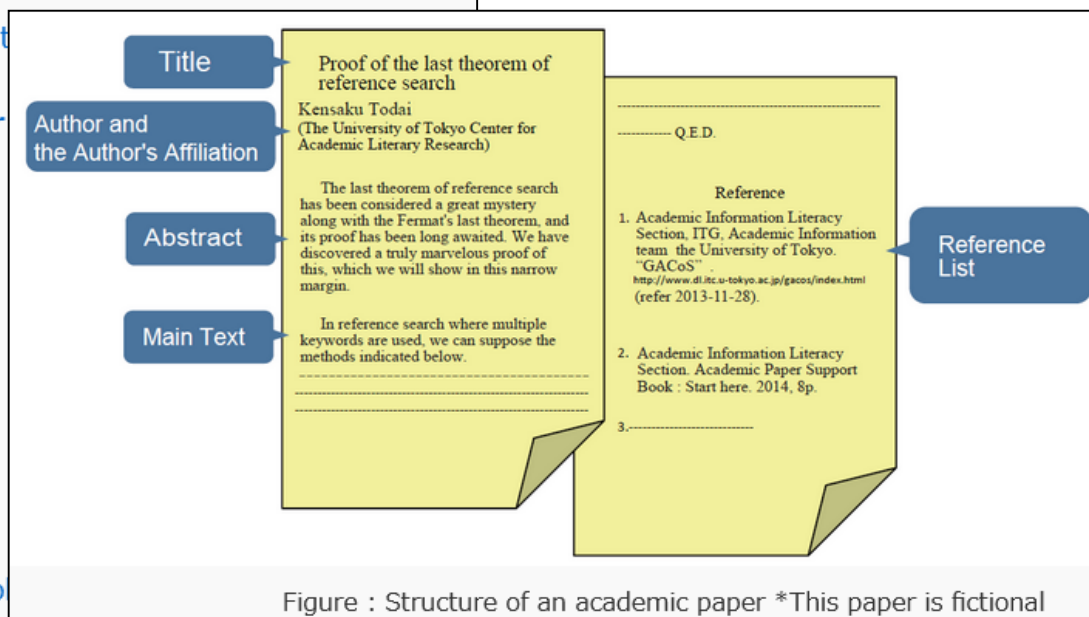 Title
Proof of the last theorem of
reference search
Author and
the Author's Affiliation
Kensaku Todai
(The University of Tokyo Center for
Academic Literary Research)
Abstract
The last theorem of reference search
has been considered a great mystery
along with the Fermat's last theorem, and
its proof has been long awaited. We have
discovered a truly marvelous proof of
this, which we will show in this narrow
margin.
Main Text
In reference search where multiple
keywords are used, we can suppose the
methods indicated below.
------------ Q.E.D.
Reference
1. Academic Information Literacy
Section, ITG, Academic Information
team the University of Tokyo.
“GACoS” .
http://www.dl.itc.u-tokyo.ac.jp/gacos/index.html
(refer 2013-11-28).
2. Academic Information Literacy
Section. Academic Paper Support
Book : Start here. 2014, 8p.
3.-------------------------
Reference
List
Figure : Structure of an academic paper *This paper is fictional